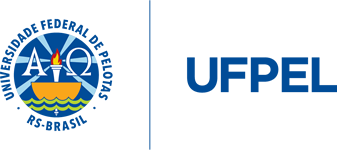 UNIVERSIDADE FEDERAL DE PELOTAS
· RS-BRASIL ·
ΑΩ
UFPEL